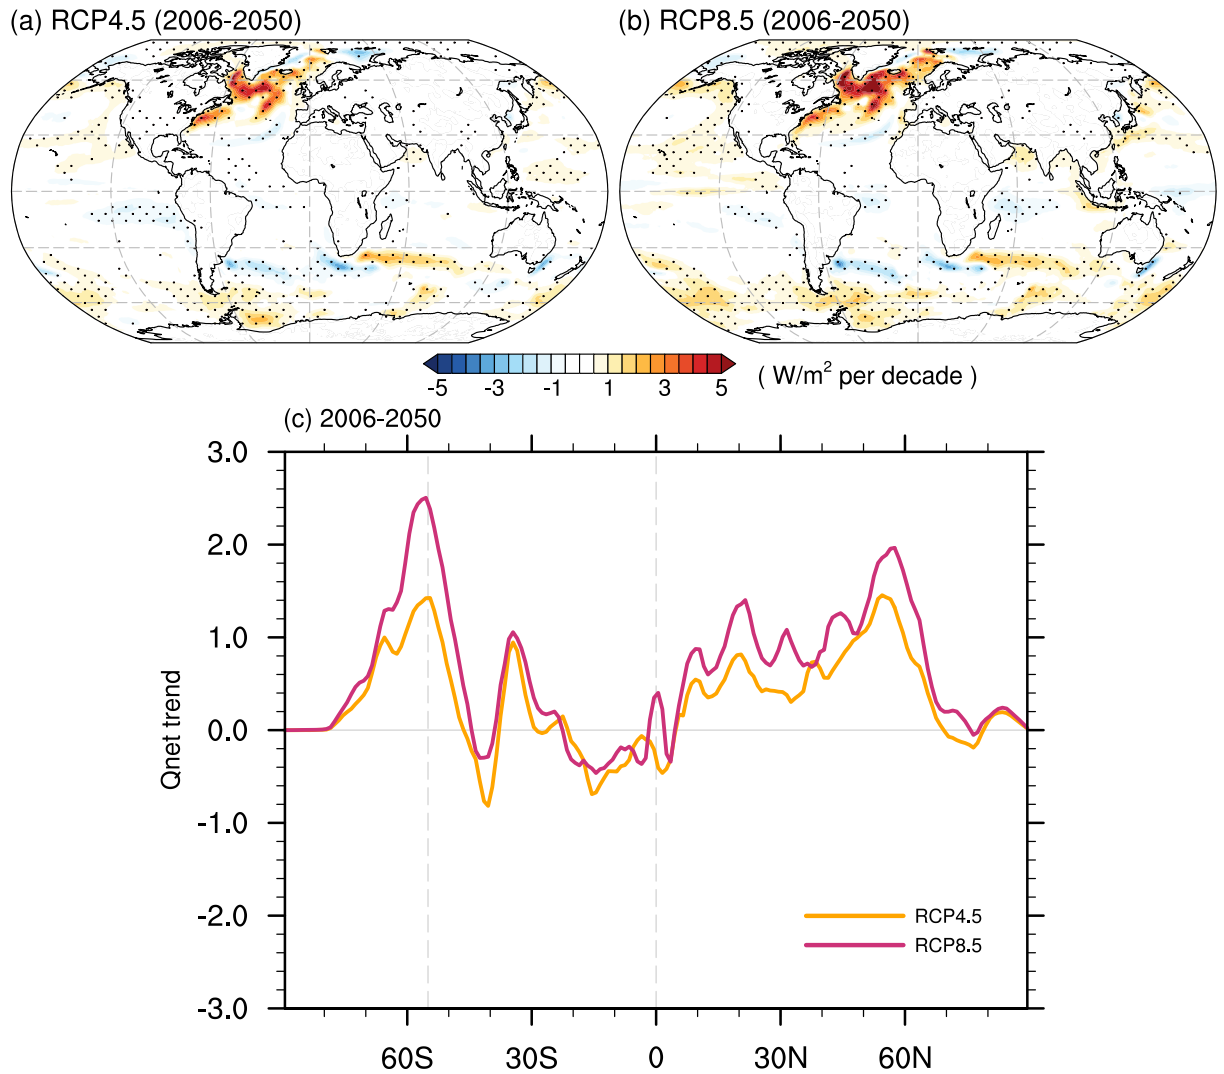 (a) RCP4.5 (2006-2050)
(b) RCP8.5 (2006-2050)
-5 -3 -1 1 3 5
( W/m² per decade )
(c) 2006-2050
3.0
2.0
1.0
0.0
-1.0
-2.0
-3.0
Qnet trend
RCP4.5
RCP8.5
60S 30S 0 30N 60N